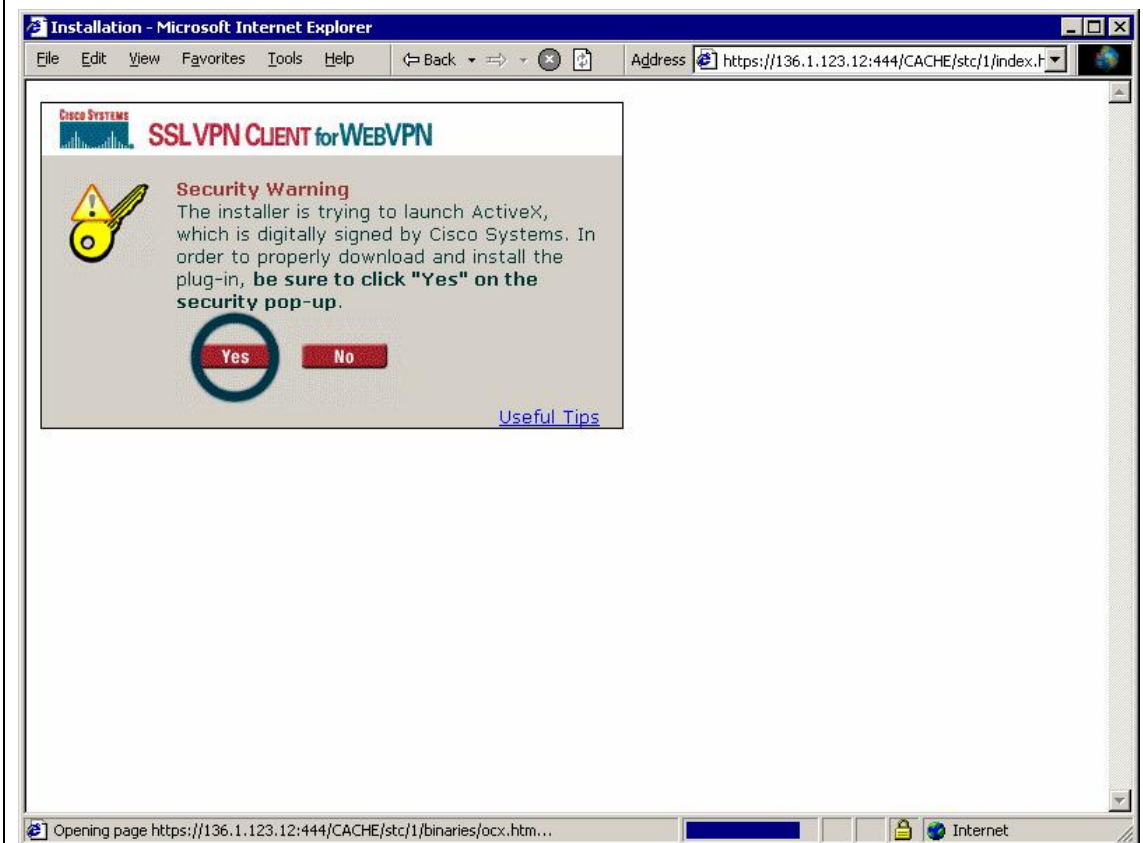 Installation - Microsoft Internet Explorer
File Edit View Favorites Tools Help Back Address https://136.1.123.12:444/CACHE/stc/1/index.h
CISCO SYSTEMS
SSL VPN CLIENT for WEBVPN
Security Warning
The installer is trying to launch ActiveX,
which is digitally signed by Cisco Systems. In
order to properly download and install the
plug-in, be sure to click "Yes" on the
security pop-up.
Yes No
Useful Tips
Opening page https://136.1.123.12:444/CACHE/stc/1/binaries/ocx.htm... Internet